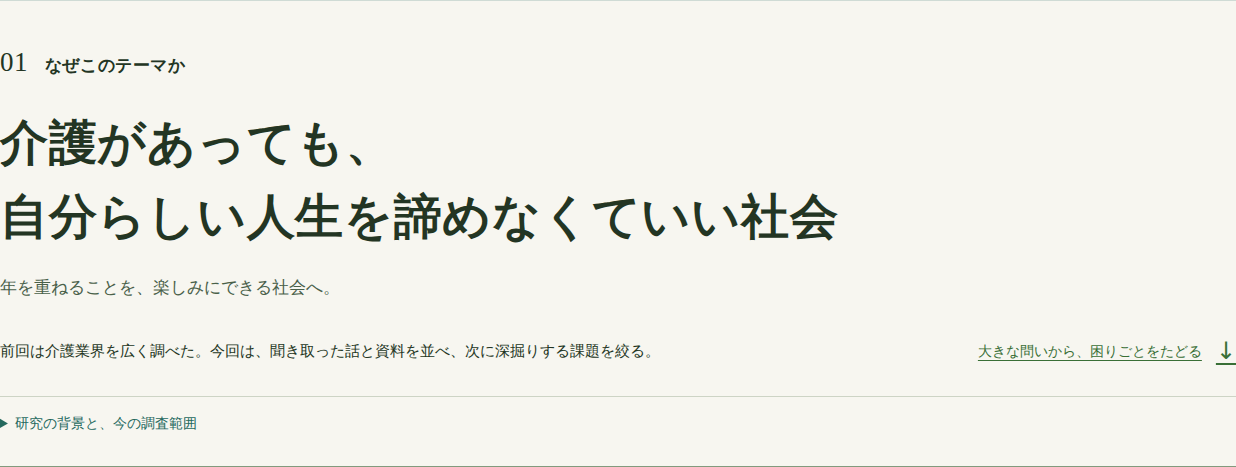 01 なぜこのテーマか
介護があっても、
自分らしい人生を諦めなくていい社会
年を重ねることを、楽しみにできる社会へ。
前回は介護業界を広く調べた。今回は、聞き取った話と資料を並べ、次に深掘りする課題を絞る。
大きな問いから、困りごとをたどる ↓
▶ 研究の背景と、今の調査範囲